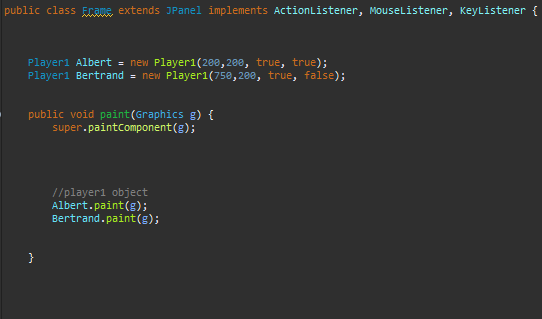 public class Frame extends JPanel implements ActionListener, MouseListener, KeyListener {
Player1 Albert = new Player1(200,200, true, true);
Player1 Bertrand = new Player1(750,200, true, false);
public void paint(Graphics g) {
super.paintComponent(g);
//player1 object
Albert.paint(g);
Bertrand.paint(g);
}